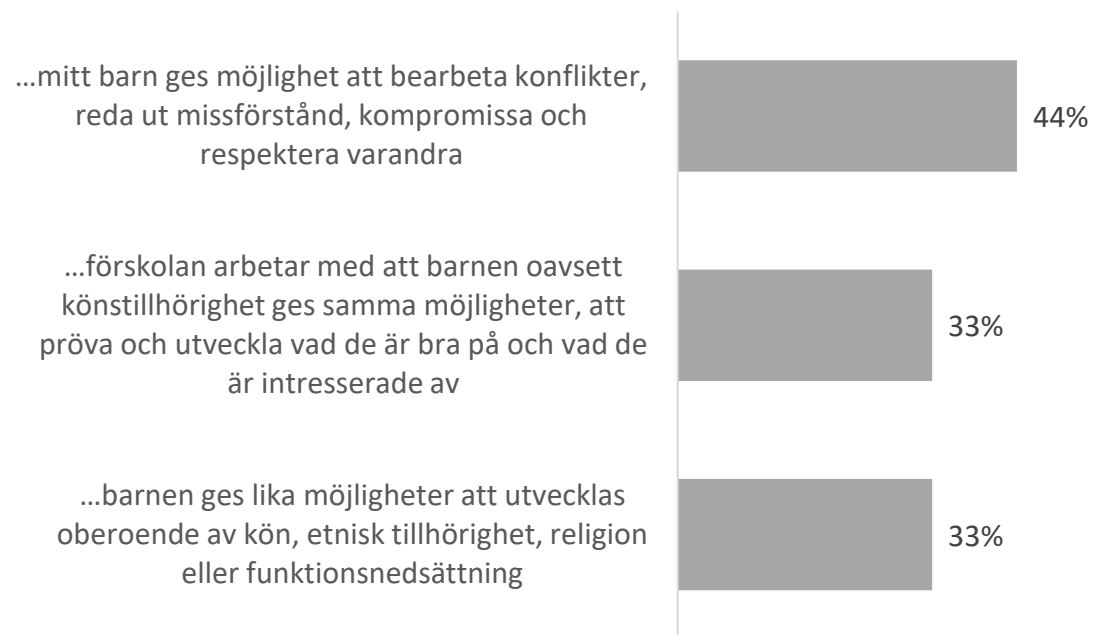 …mitt barn ges möjlighet att bearbeta konflikter,
reda ut missförstånd, kompromissa och
respektera varandra
44%
…förskolan arbetar med att barnen oavsett
könstillhörighet ges samma möjligheter, att
pröva och utveckla vad de är bra på och vad de
är intresserade av
33%
…barnen ges lika möjligheter att utvecklas
oberoende av kön, etnisk tillhörighet, religion
eller funktionsnedsättning
33%